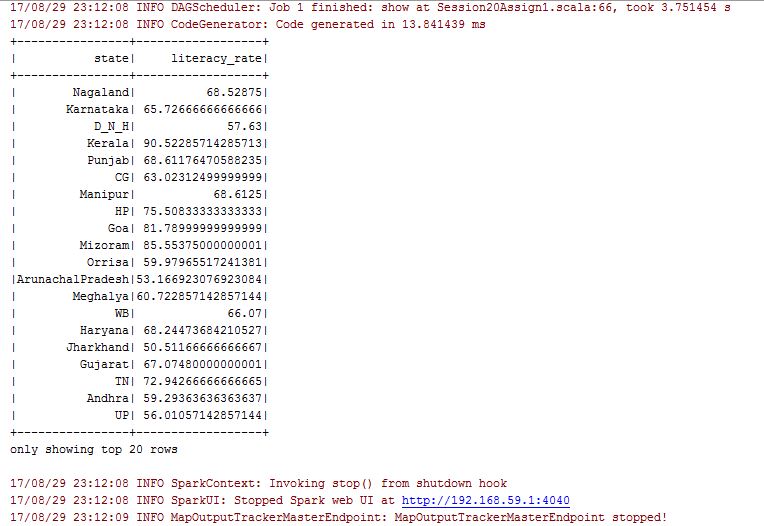 17/08/29 23:12:08 INFO DAGScheduler: Job 1 finished: show at Session20Assign1.scala:66, took 3.751454 s
17/08/29 23:12:08 INFO CodeGenerator: Code generated in 13.841439 ms
+----------------+------------------+
|           state|     literacy_rate|
+----------------+------------------+
|        Nagaland|          68.52875|
|       Karnataka| 65.72666666666666|
|           D_N_H|             57.63|
|          Kerala| 90.52285714285713|
|          Punjab| 68.61176470588235|
|              CG| 63.02312499999999|
|         Manipur|           68.6125|
|              HP| 75.50833333333333|
|             Goa| 81.78999999999999|
|         Mizoram| 85.55375000000001|
|          Orrisa| 59.97965517241381|
|ArunachalPradesh|53.166923076923084|
|        Meghalya|60.722857142857144|
|              WB|             66.07|
|         Haryana| 68.24473684210527|
|       Jharkhand| 50.51166666666667|
|         Gujarat| 67.07480000000001|
|              TN| 72.94266666666665|
|          Andhra| 59.29363636363637|
|              UP| 56.01057142857144|
+----------------+------------------+
only showing top 20 rows
17/08/29 23:12:08 INFO SparkContext: Invoking stop() from shutdown hook
17/08/29 23:12:08 INFO SparkUI: Stopped Spark web UI at http://192.168.59.1:4040
17/08/29 23:12:09 INFO MapOutputTrackerMasterEndpoint: MapOutputTrackerMasterEndpoint stopped!